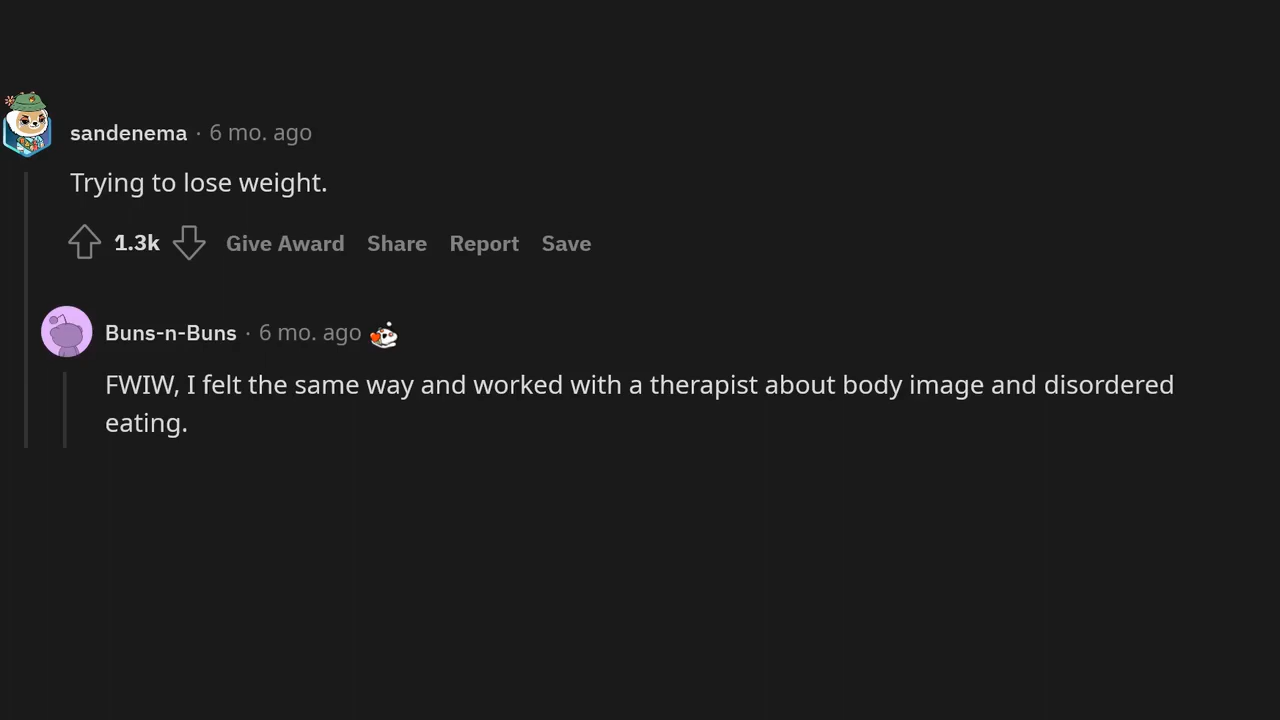 sandenema · 6 mo. ago
Trying to lose weight.
1.3k Give Award Share Report Save
Buns-n-Buns · 6 mo. ago
FWIW, I felt the same way and worked with a therapist about body image and disordered
eating.